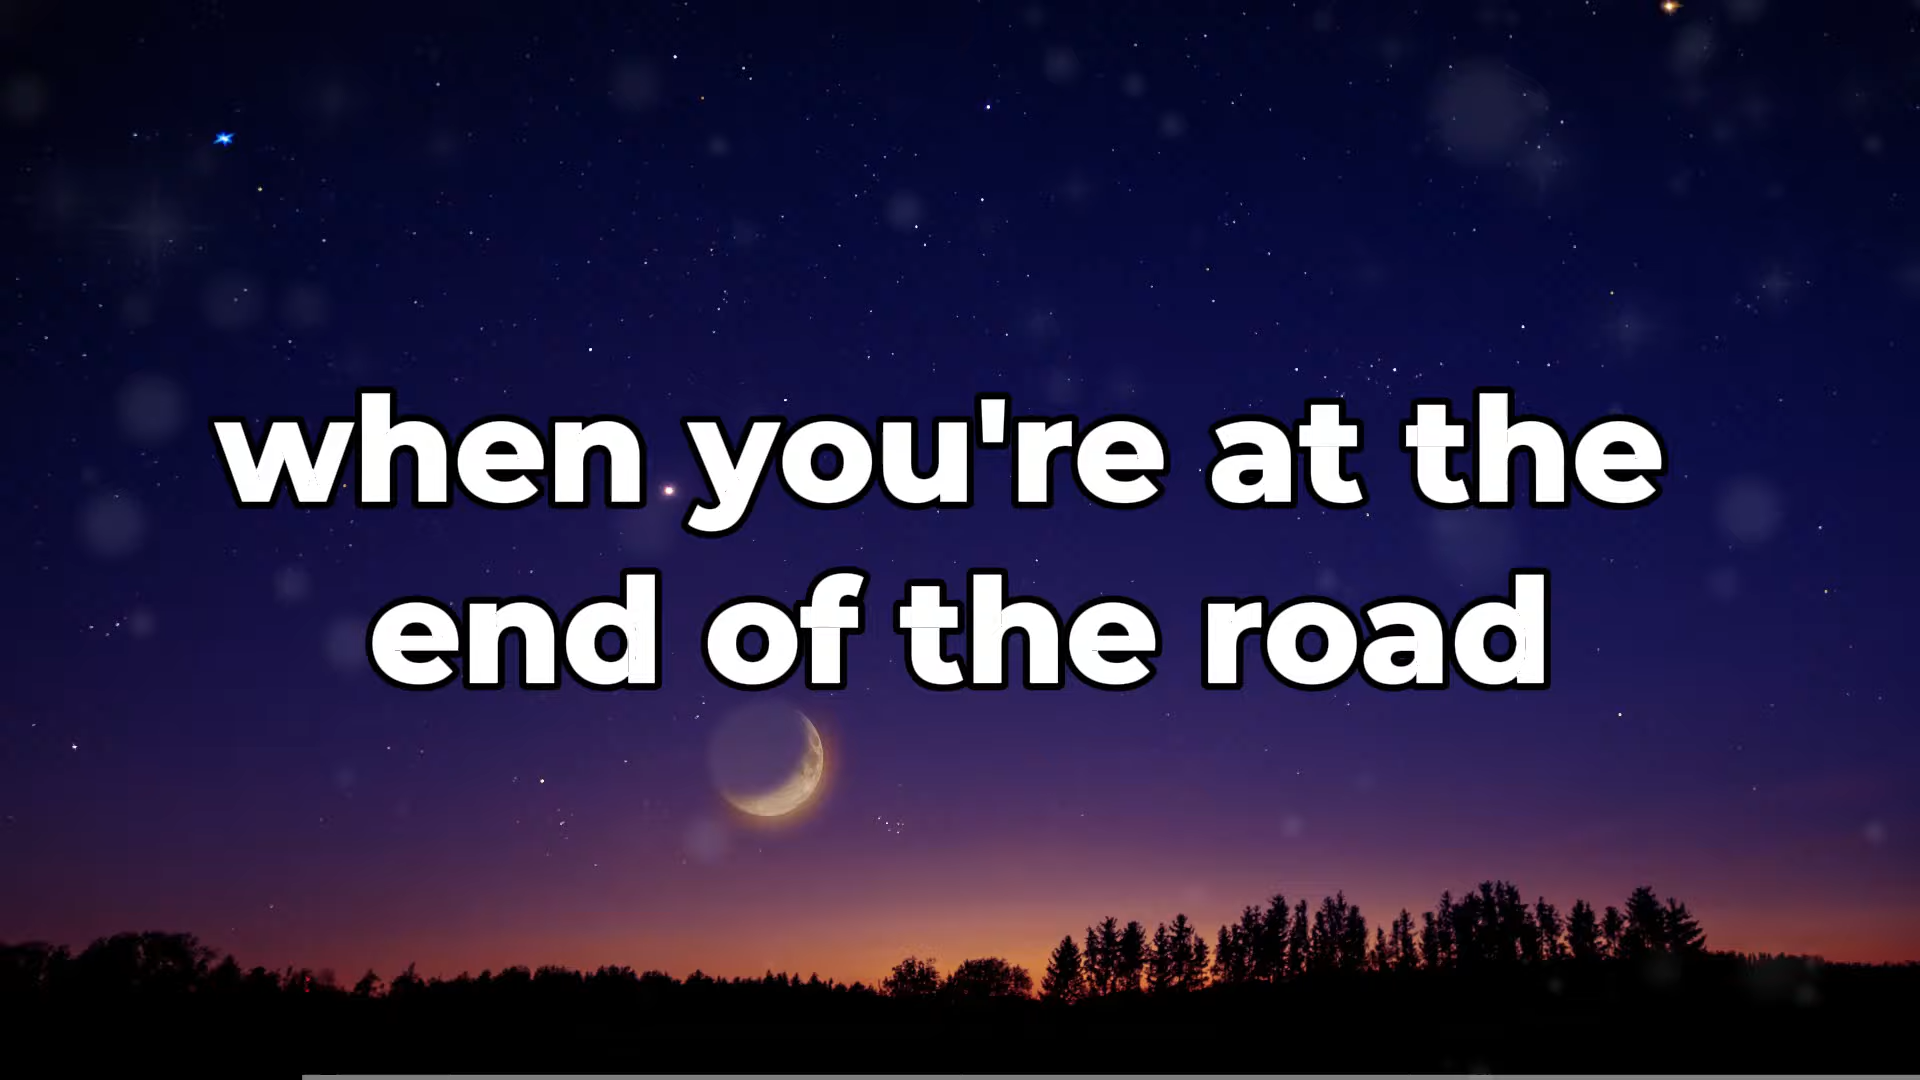 when you're at the
end of the road